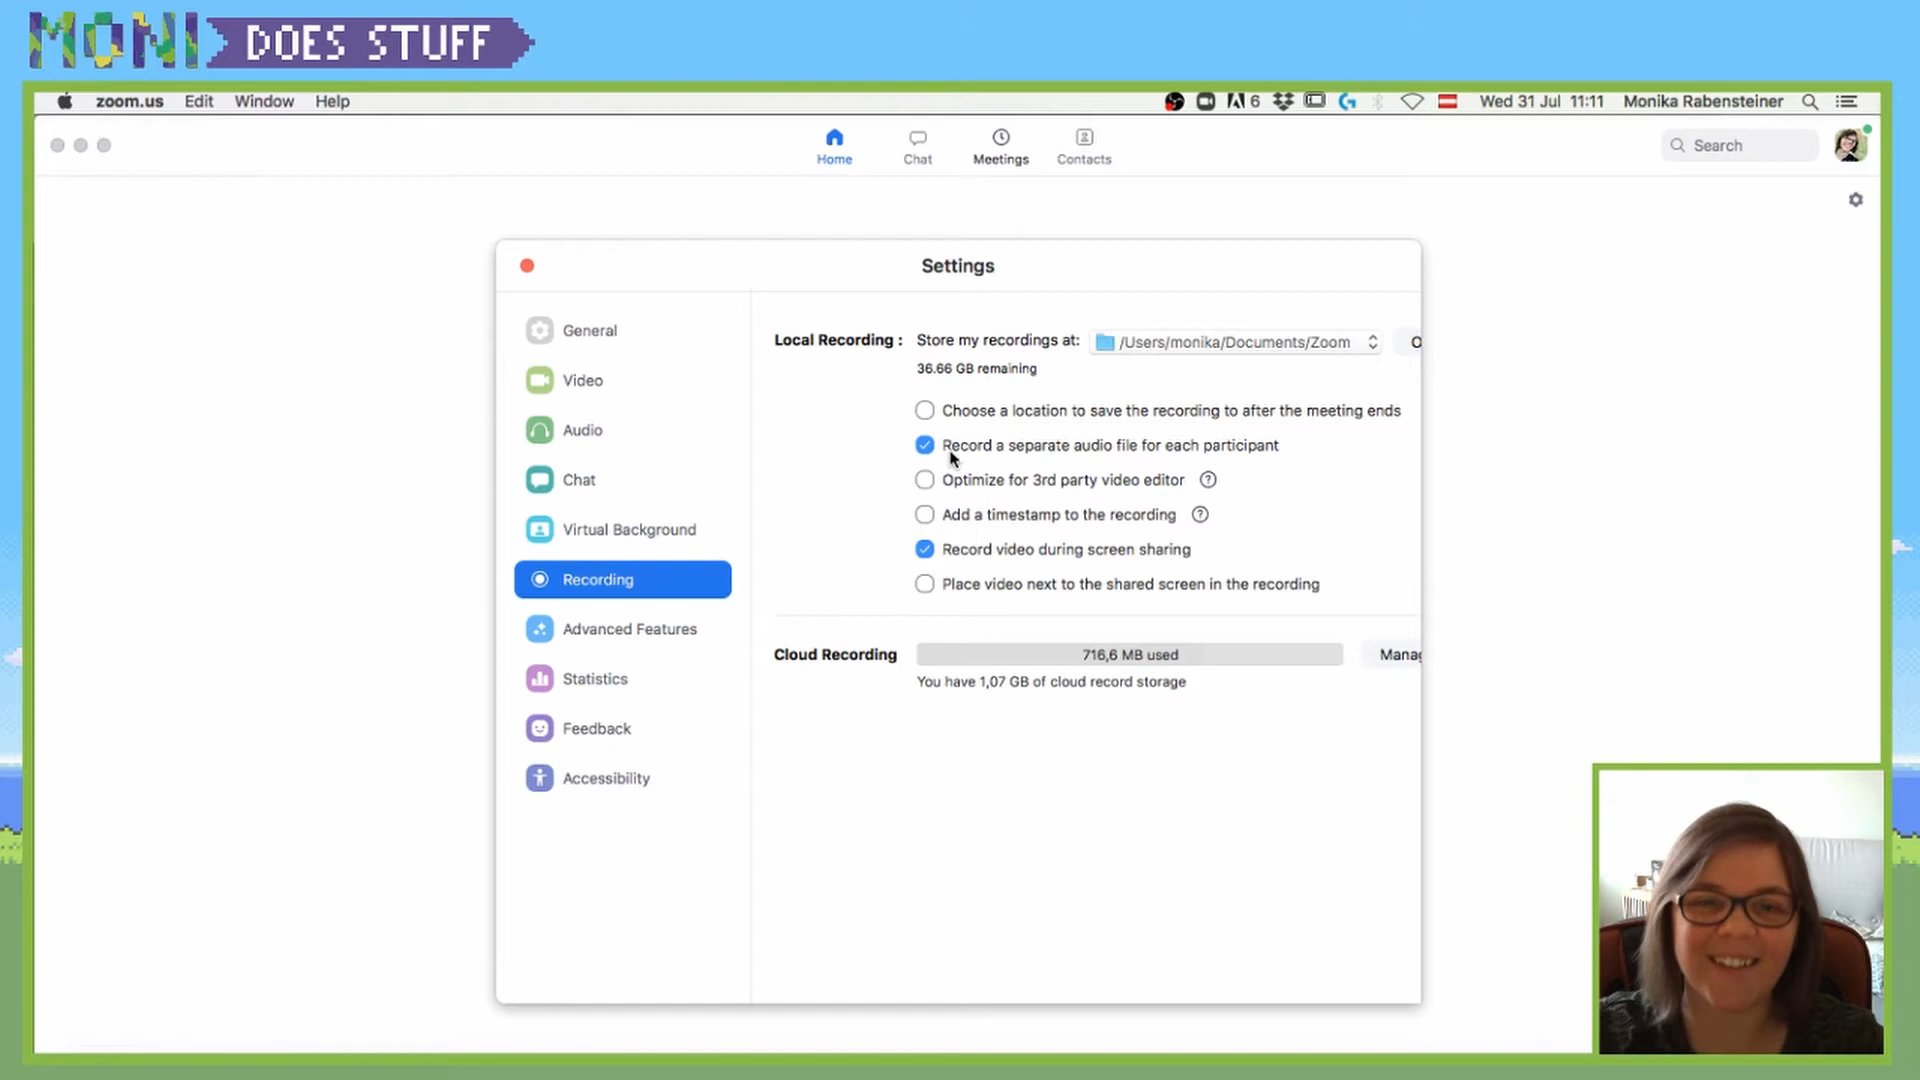 MONI DOES STUFF
zoom.us Edit Window Help
6 Wed 31 Jul 11:11 Monika Rabensteiner
Home Chat Meetings Contacts
Search
Settings
General
Video
Audio
Chat
Virtual Background
Recording
Advanced Features
Statistics
Feedback
Accessibility
Local Recording : Store my recordings at: /Users/monika/Documents/Zoom O
36.66 GB remaining
Choose a location to save the recording to after the meeting ends
Record a separate audio file for each participant
Optimize for 3rd party video editor ?
Add a timestamp to the recording ?
Record video during screen sharing
Place video next to the shared screen in the recording
Cloud Recording 716,6 MB used Manag
You have 1,07 GB of cloud record storage